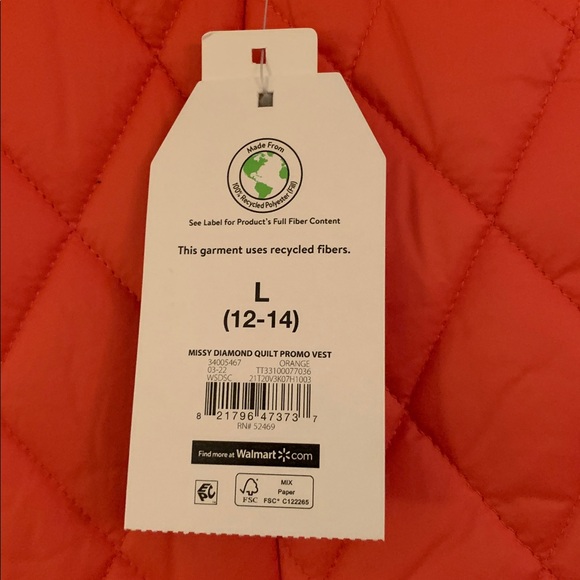 Made From
100% Recycled Polyester (Fill)
See Label for Product's Full Fiber Content
This garment uses recycled fibers.
L
(12-14)
MISSY DIAMOND QUILT PROMO VEST
34005467 ORANGE
03-22 TT33100077036
WSDSC 21T20V3K07H1003
8 21796 47373 7
RN# 52469
Find more at Walmart.com
MIX
Paper
FSC FSC® C122265